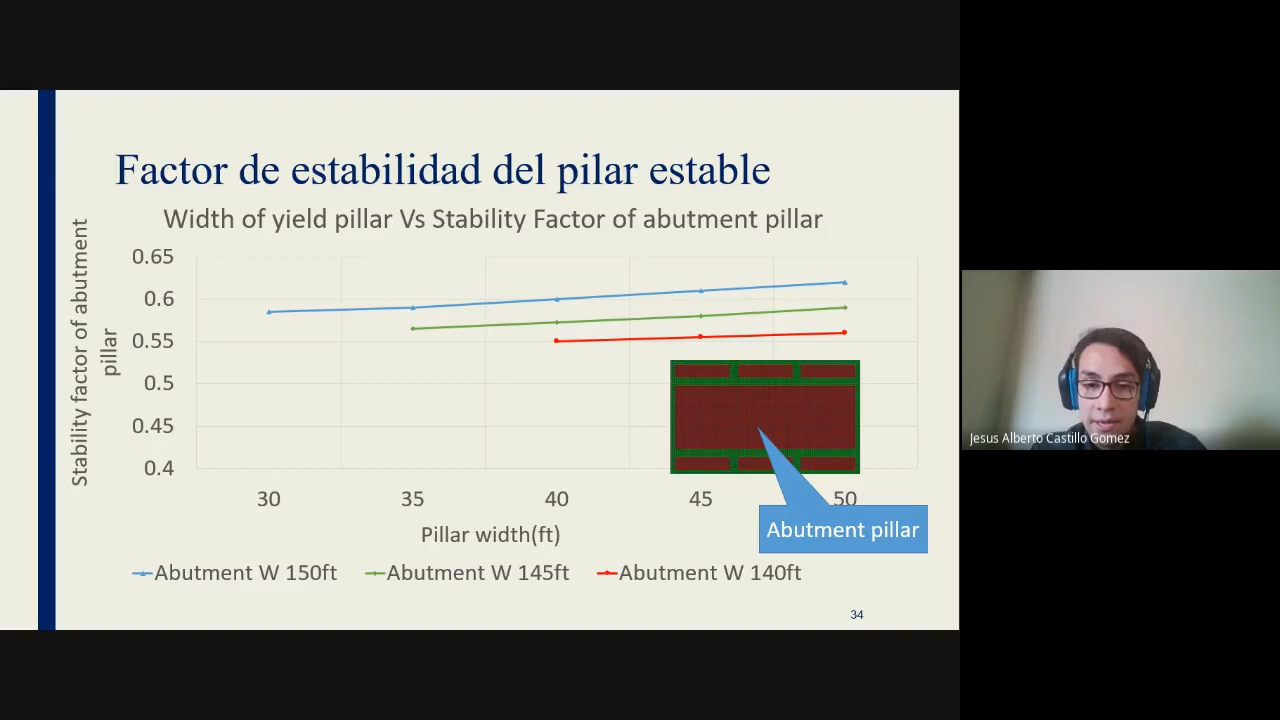 Factor de estabilidad del pilar estable
Width of yield pillar Vs Stability Factor of abutment pillar
Stability factor of abutment
pillar
0.65
0.6
0.55
0.5
0.45
0.4
30 35 40 45 50
Pillar width(ft)
Abutment pillar
Abutment W 150ft Abutment W 145ft Abutment W 140ft
34
Jesus Alberto Castillo Gomez